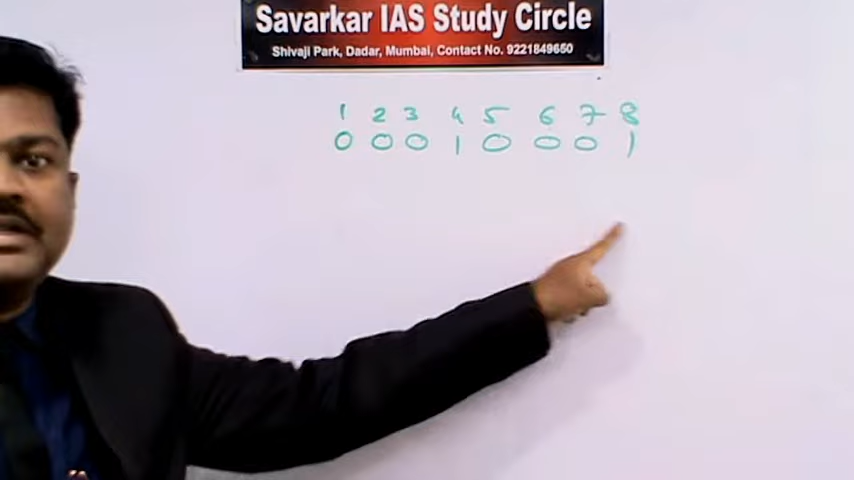 Savarkar IAS Study Circle
Shivaji Park, Dadar, Mumbai, Contact No. 9221849650
1 2 3 4 5 6 7 8
0 0 0 1 0 0 0 1